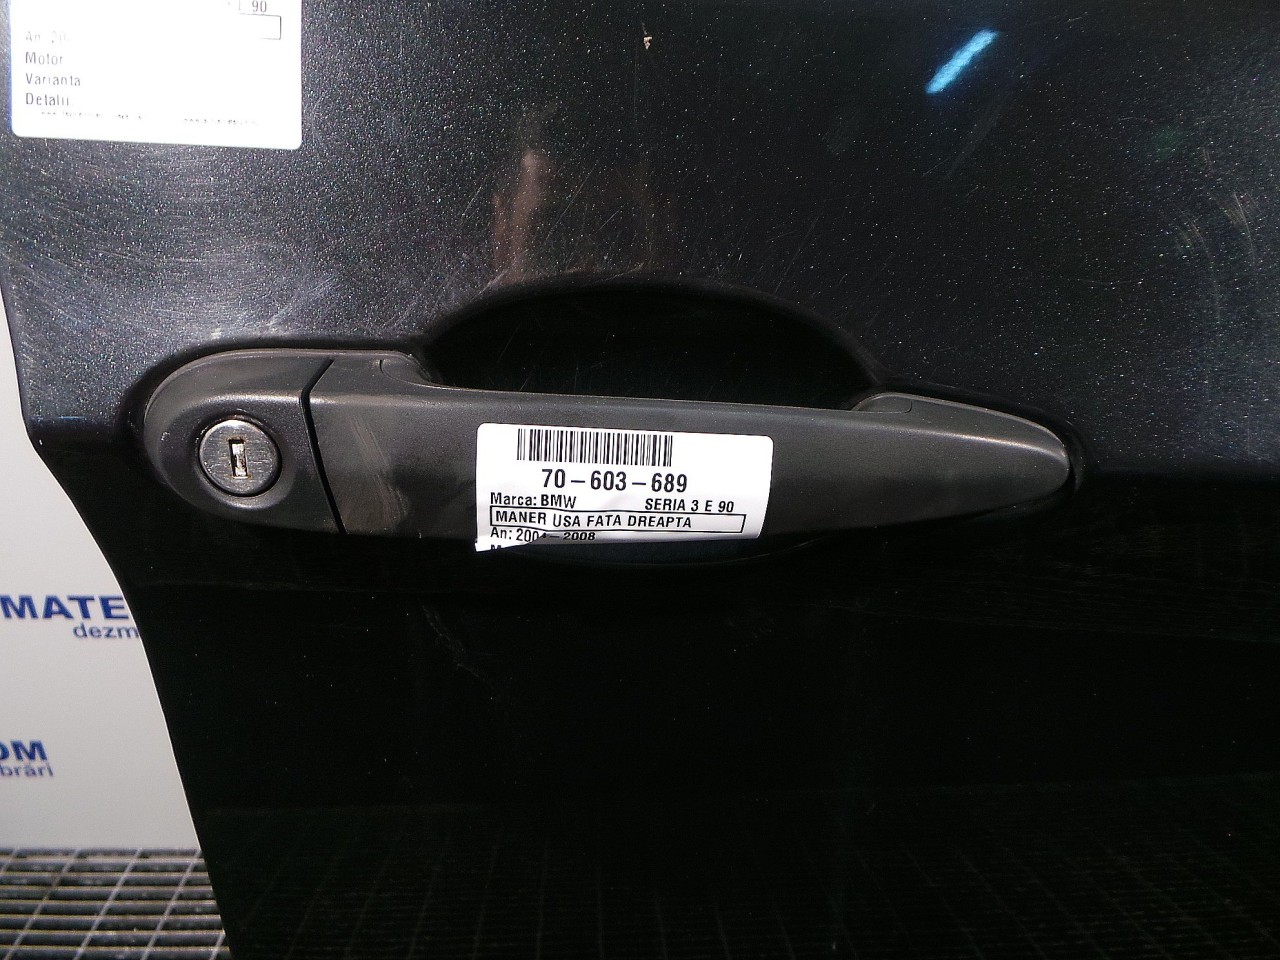 E 90
An: 20
Motor
Varianta
Detalii
70-603-689
Marca: BMW SERIA 3 E 90
MANER USA FATA DREAPTA
An: 2004-2008
MATE
dezm
OM
brări